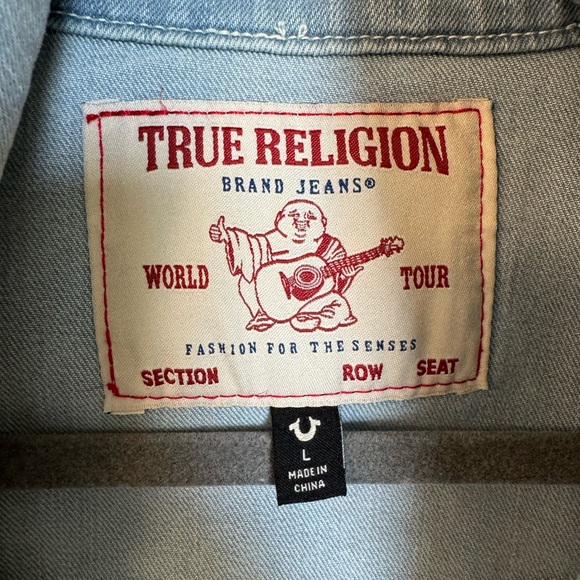 TRUE RELIGION
BRAND JEANS®
WORLD TOUR
FASHION FOR THE SENSES
SECTION ROW SEAT
L
MADE IN
CHINA